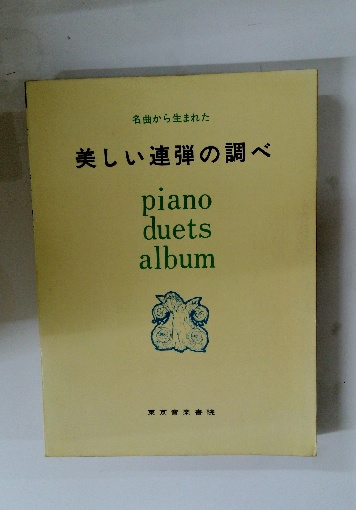 名曲から生まれた
美しい連弾の調べ
piano
duets
album
東京音楽書院